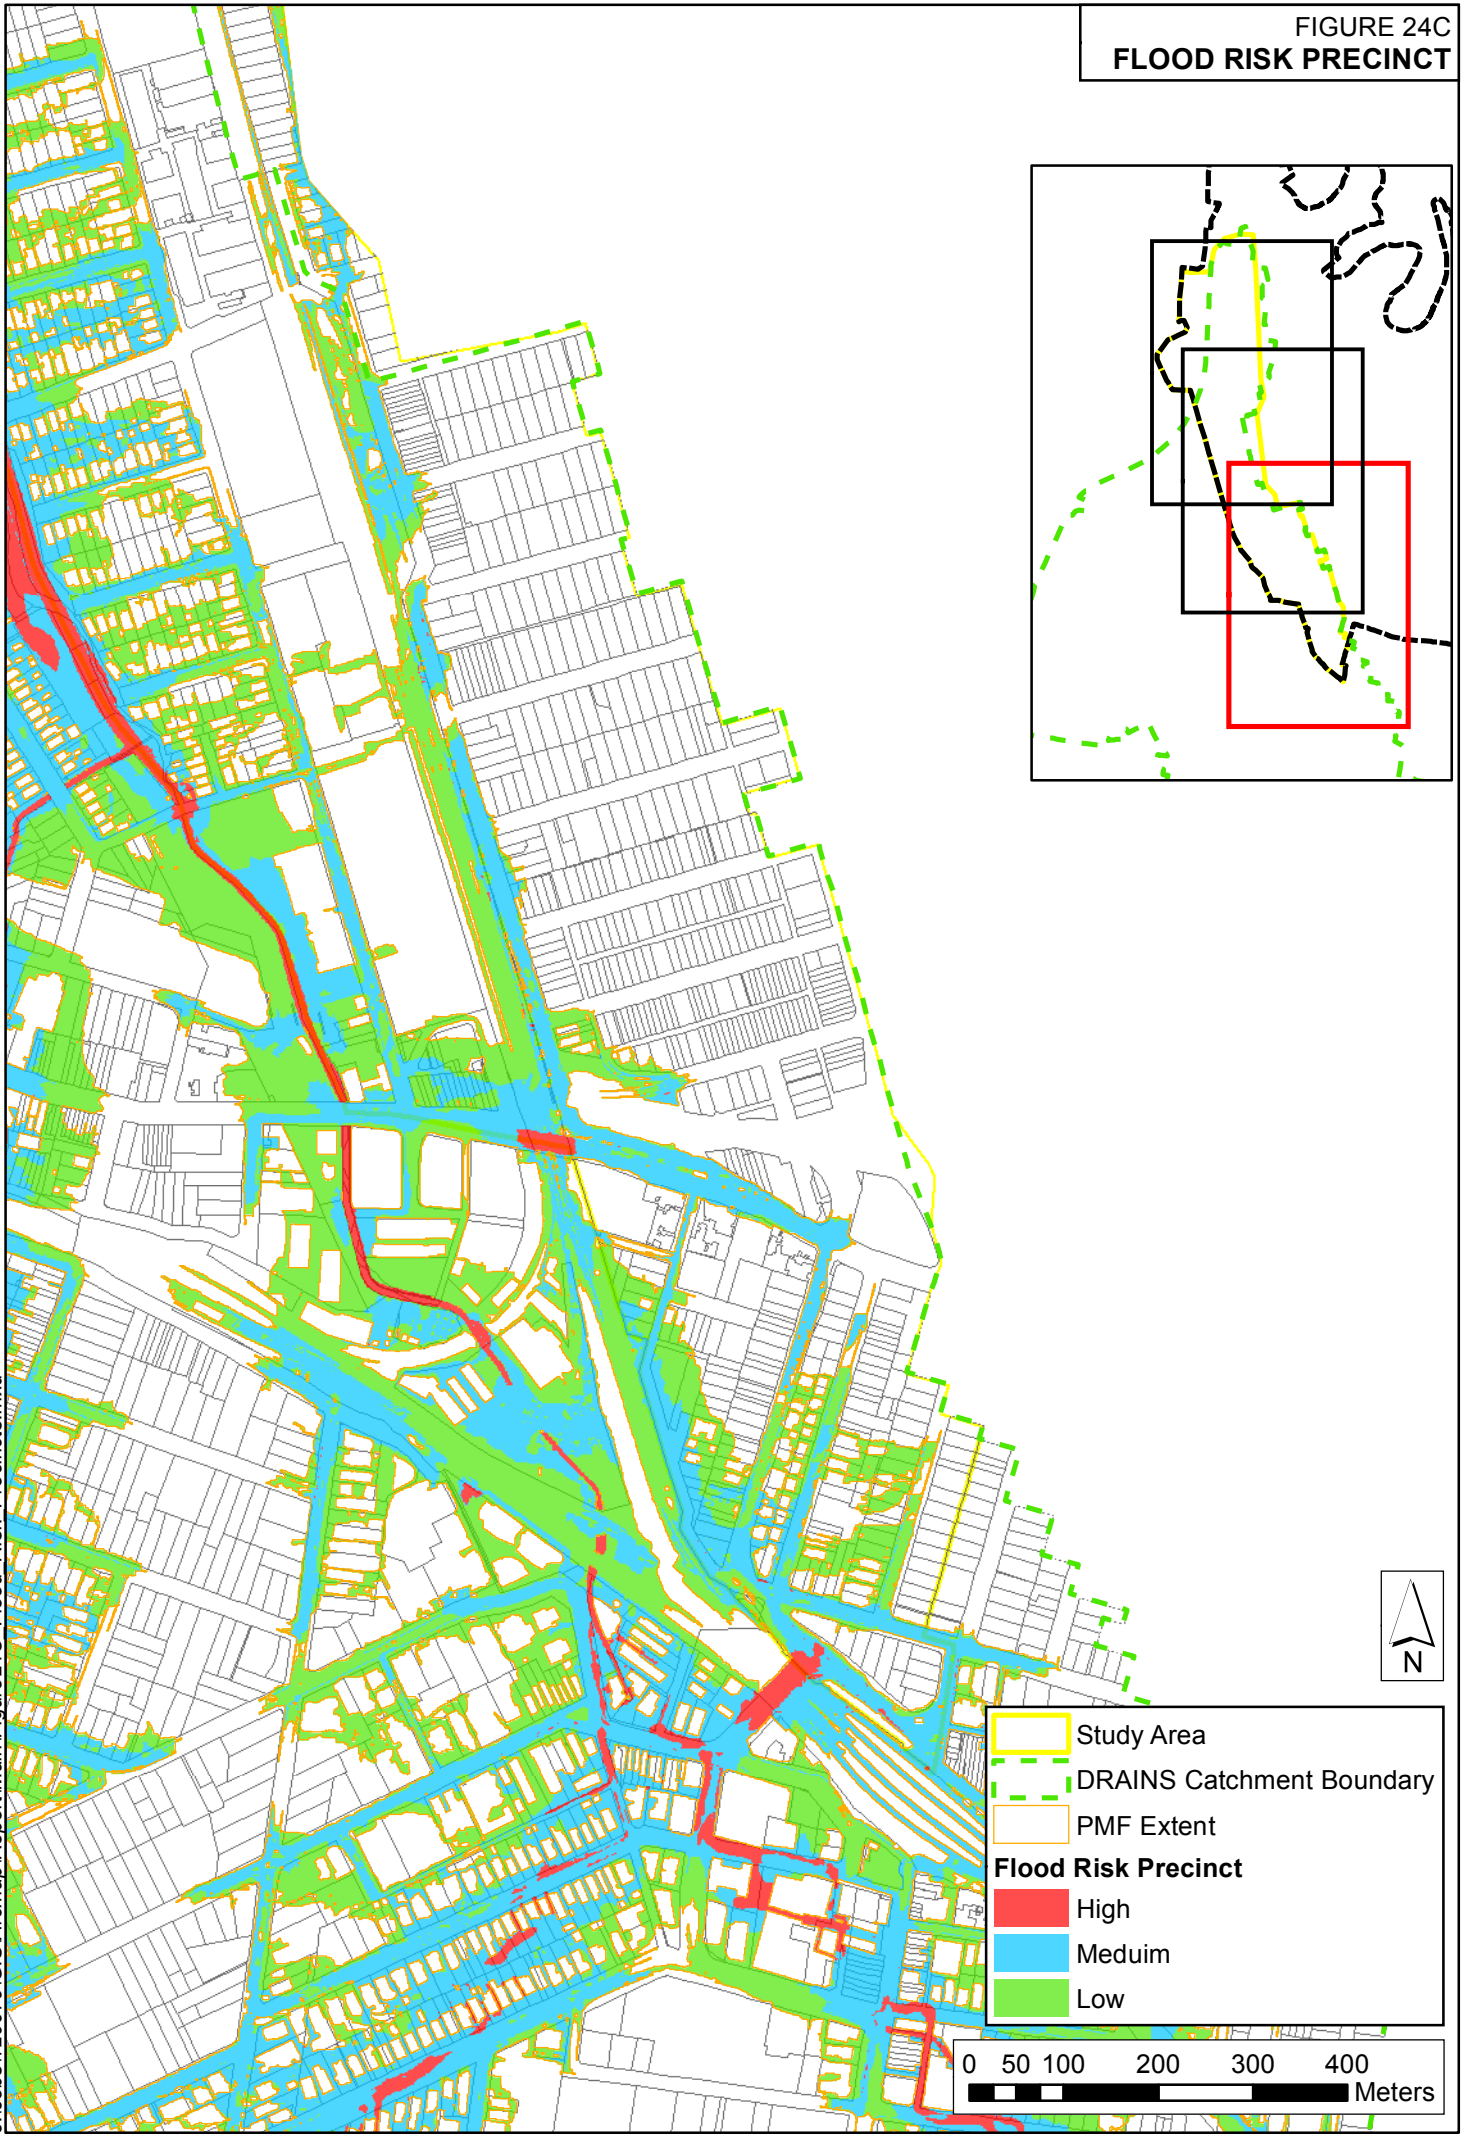 FIGURE 24C
FLOOD RISK PRECINCT
N
Study Area
DRAINS Catchment Boundary
PMF Extent
Flood Risk Precinct
High
Meduim
Low
0 50 100 200 300 400
Meters